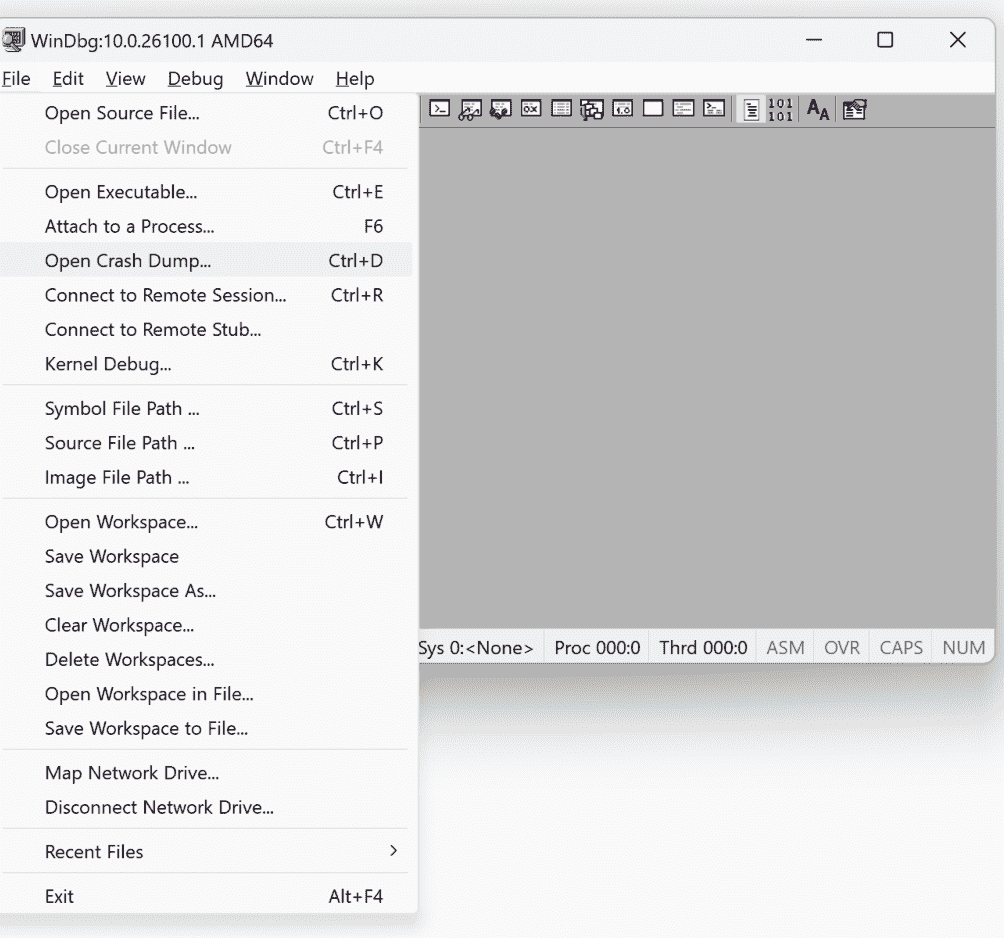 WinDbg:10.0.26100.1 AMD64
File Edit View Debug Window Help
Open Source File... Ctrl+O
Close Current Window Ctrl+F4
Open Executable... Ctrl+E
Attach to a Process... F6
Open Crash Dump... Ctrl+D
Connect to Remote Session... Ctrl+R
Connect to Remote Stub...
Kernel Debug... Ctrl+K
Symbol File Path ... Ctrl+S
Source File Path ... Ctrl+P
Image File Path ... Ctrl+I
Open Workspace... Ctrl+W
Save Workspace
Save Workspace As...
Clear Workspace...
Delete Workspaces...
Open Workspace in File...
Save Workspace to File...
Map Network Drive...
Disconnect Network Drive...
Recent Files
Exit Alt+F4
101
101
AA
Sys 0:<None> Proc 000:0 Thrd 000:0 ASM OVR CAPS NUM